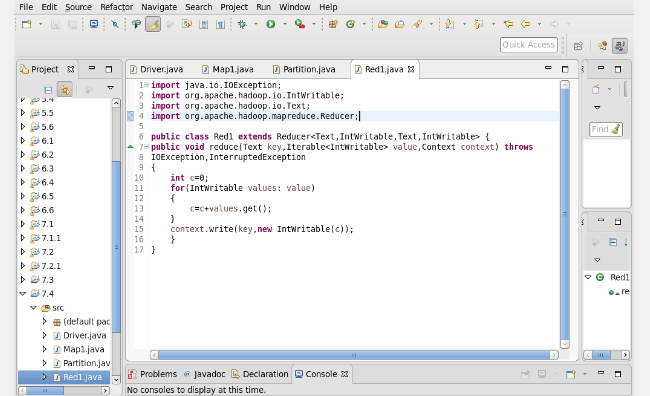 File Edit Source Refactor Navigate Search Project Run Window Help
Quick Access
Project
5.4
5.5
5.6
6.1
6.2
6.3
6.4
6.5
6.6
7.1
7.1.1
7.2
7.2.1
7.3
7.4
src
(default pac
Driver.java
Map1.java
Partition.jav
Red1.java
Driver.java Map1.java Partition.java Red1.java
1 import java.io.IOException;
2 import org.apache.hadoop.io.IntWritable;
3 import org.apache.hadoop.io.Text;
4 import org.apache.hadoop.mapreduce.Reducer;
5
6 public class Red1 extends Reducer<Text,IntWritable,Text,IntWritable> {
7 public void reduce(Text key,Iterable<IntWritable> value,Context context) throws
8 IOException,InterruptedException
9 {
10 int c=0;
11 for(IntWritable values: value)
12 {
13 c=c+values.get();
14 }
15 context.write(key,new IntWritable(c));
16 }
17 }
Find
Red1
re
Problems Javadoc Declaration Console
No consoles to display at this time.